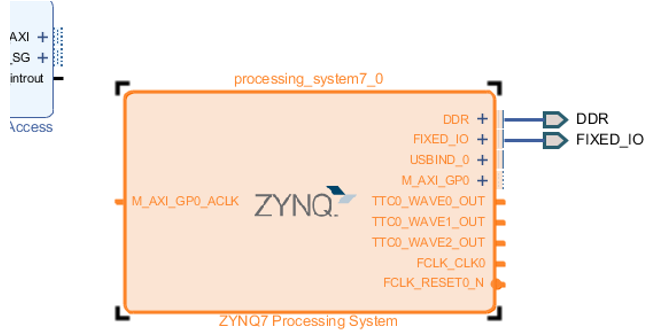 AXI
_SG
introut
Access
processing_system7_0
DDR
FIXED_IO
USBIND_0
M_AXI_GP0
M_AXI_GP0_ACLK
ZYNQ
TTC0_WAVE0_OUT
TTC0_WAVE1_OUT
TTC0_WAVE2_OUT
FCLK_CLK0
FCLK_RESET0_N
ZYNQ7 Processing System
DDR
FIXED_IO